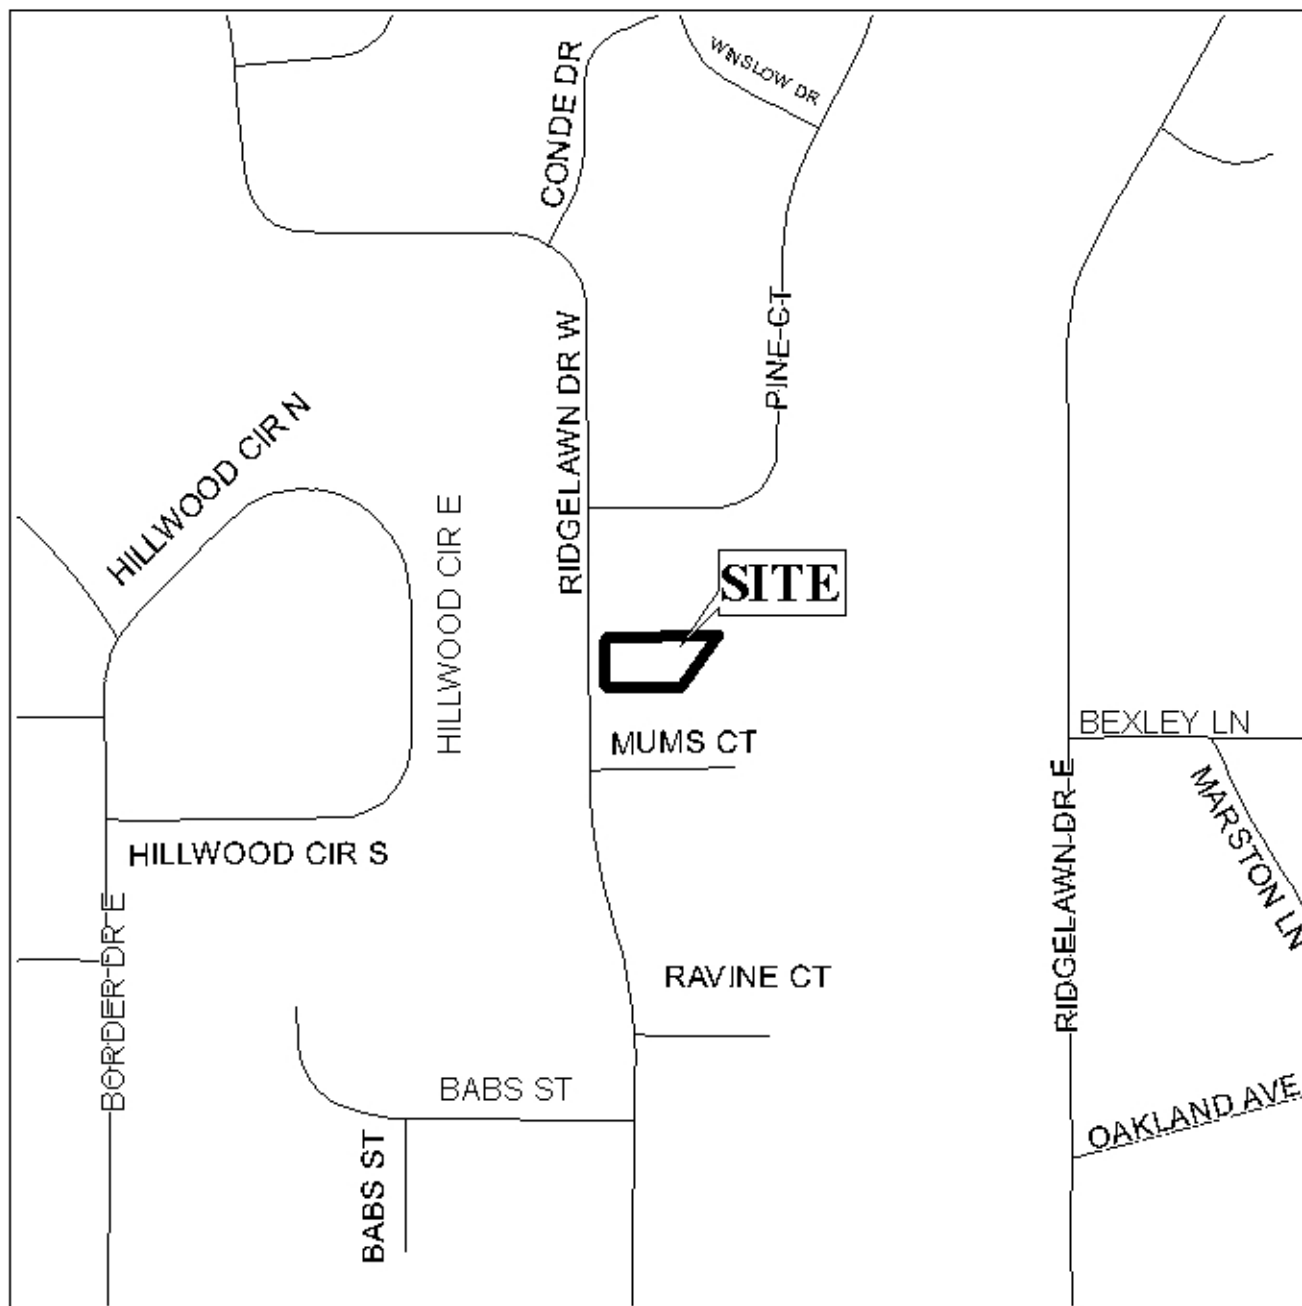 WINSLOW DR
CONDE DR
PINE CT
RIDGELAWN DR W
HILLWOOD CIR N
HILLWOOD CIR E
SITE
BEXLEY LN
MUMS CT
MARSTON LN
RIDGELAWN DR E
HILLWOOD CIR S
BORDER DR E
RAVINE CT
BABS ST
OAKLAND AVE
BABS ST